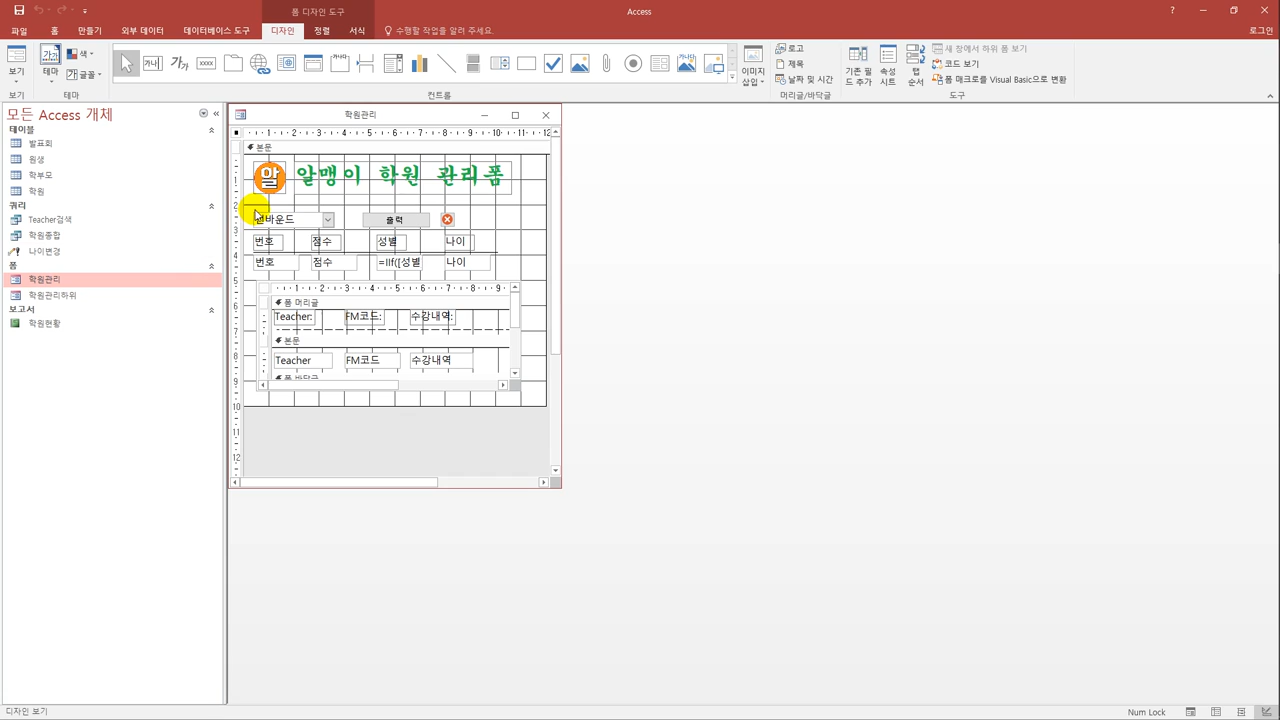 폼 디자인 도구
Access
?
파일
홈
만들기
외부 데이터
데이터베이스 도구
디자인
정렬
서식
수행할 작업을 알려 주세요.
로그인
보기
테마
색
글꼴
이미지 삽입
로고
제목
날짜 및 시간
기존 필드 추가
속성 시트
탭 순서
새 창에서 하위 폼 보기
코드 보기
폼 매크로를 Visual Basic으로 변환
보기
테마
컨트롤
머리글/바닥글
도구
모든 Access 개체
테이블
발표회
원생
학부모
학원
쿼리
Teacher검색
학원종합
나이변경
폼
학원관리
학원관리하위
보고서
학원현황
학원관리
본문
알 알맹이 학원 관리폼
언바운드
출력
번호 점수 성별 나이
번호 점수 =IIf([성별 나이
폼 머리글
Teacher: FM코드: 수강내역:
본문
Teacher FM코드 수강내역
폼 바닥글
디자인 보기
Num Lock